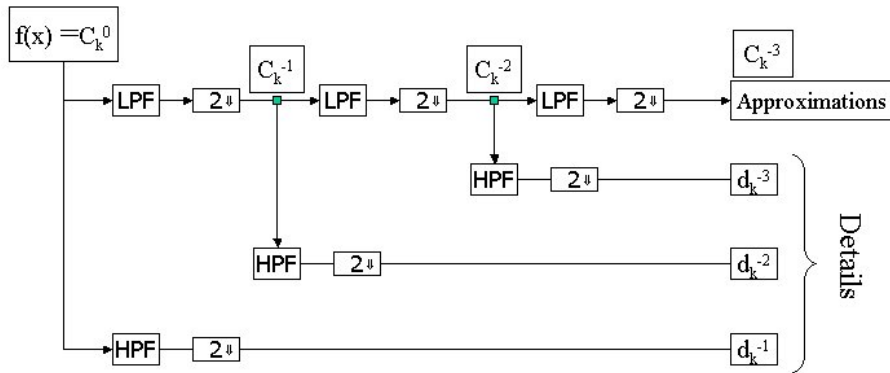 f(x) =C_k^0
C_k^-1
C_k^-2
C_k^-3
LPF 2⇓ LPF 2⇓ LPF 2⇓ Approximations
HPF 2⇓ d_k^-3
HPF 2⇓ d_k^-2
HPF 2⇓ d_k^-1
Details